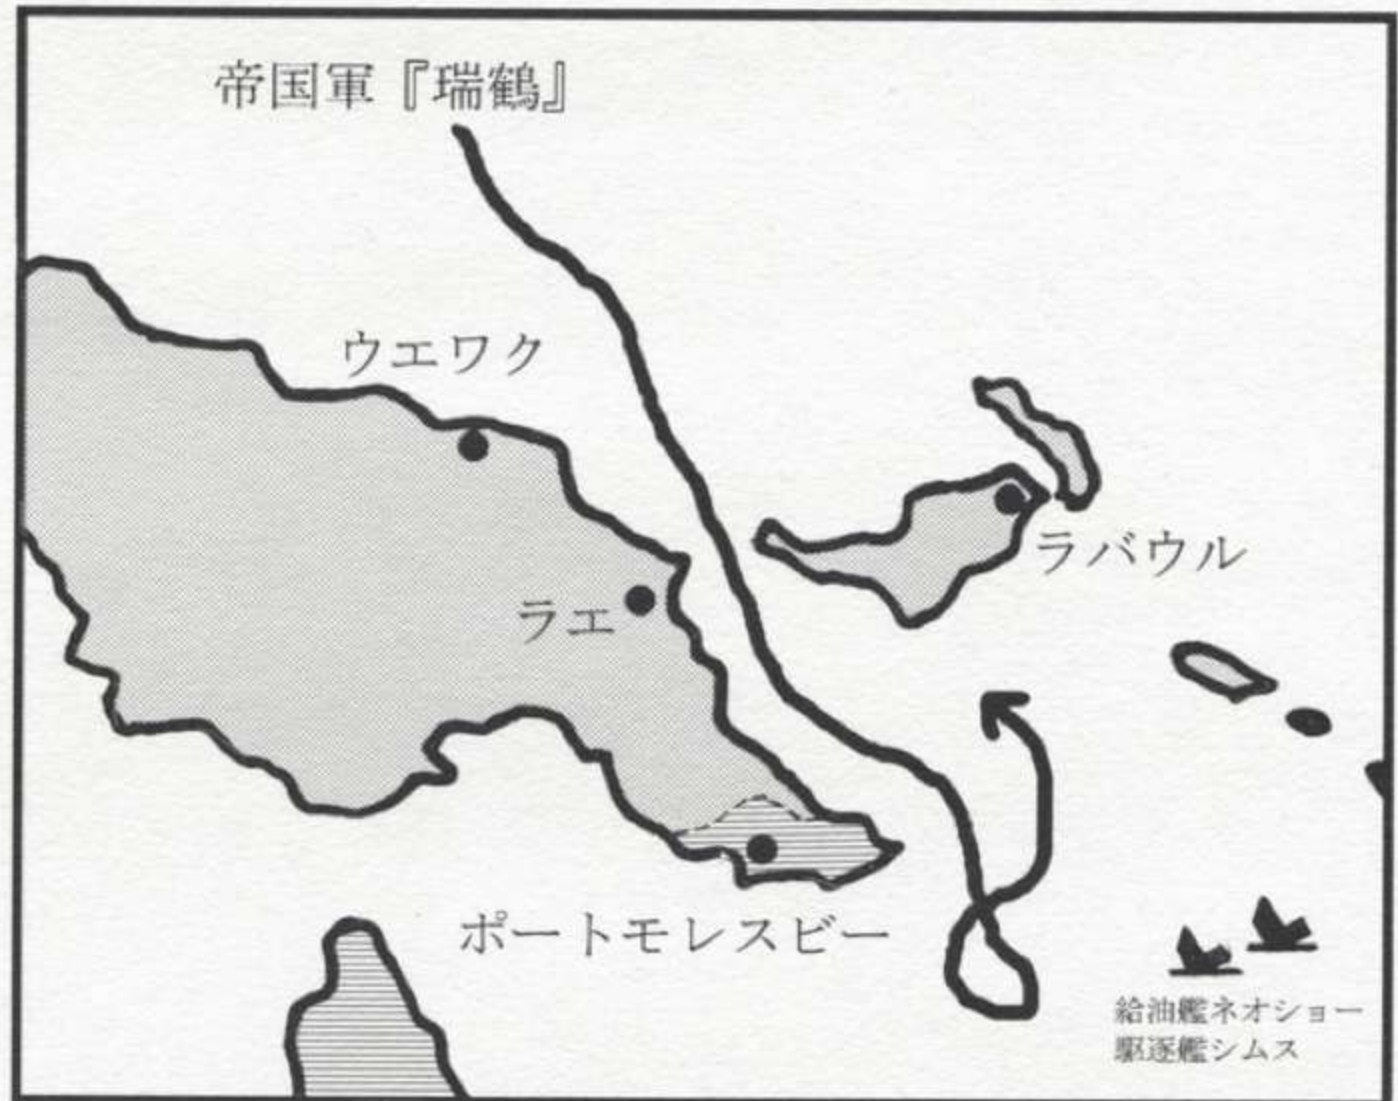 帝国軍『瑞鶴』
ウエワク
ラバウル
ラエ
ポートモレスビー
給油艦ネオショー
駆逐艦シムス